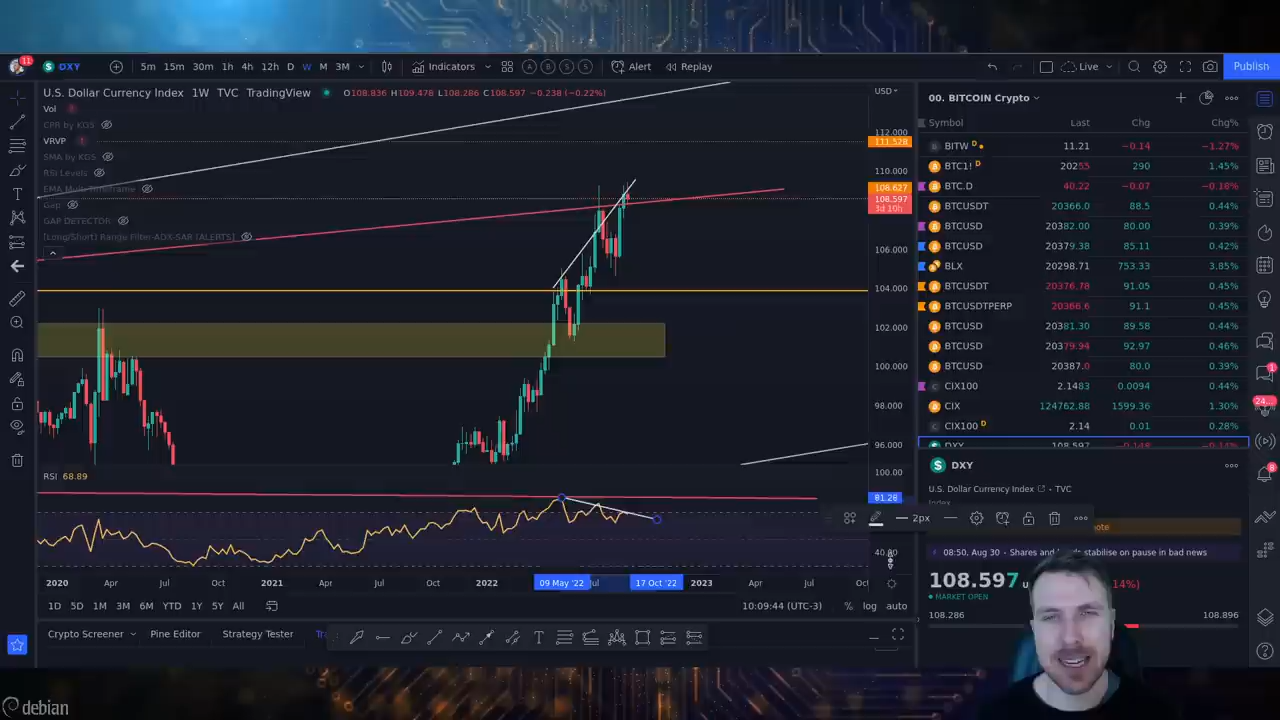 11 DXY 5m 15m 30m 1h 4h 12h D W M 3M Indicators A B S S Alert Replay Live Publish
U.S. Dollar Currency Index 1W TVC TradingView O108.836 H109.478 L108.286 C108.597 −0.238 (−0.22%)
USD
Vol
CPR by KGS
VRVP
SMA by KGS
RSI Levels
EMA Multi Timeframe
Gap
GAP DETECTOR
[Long/Short] Range Filter-ADX-SAR [ALERTS]
112.000
111.528
110.000
108.627
108.597
3d 10h
106.000
104.000
102.000
100.000
98.000
96.000
RSI 68.89
100.00
81.28
40.00
2020 Apr Jul Oct 2021 Apr Jul Oct 2022 09 May '22 Jul 17 Oct '22 2023 Apr Jul Oc
1D 5D 1M 3M 6M YTD 1Y 5Y All
10:09:44 (UTC-3) % log auto
Crypto Screener Pine Editor Strategy Tester
2px
00. BITCOIN Crypto
Symbol Last Chg Chg%
BITW D 11.21 −0.14 −1.27%
BTC1! D 20255 290 1.45%
BTC.D 40.22 −0.07 −0.18%
BTCUSDT 20366.0 88.5 0.44%
BTCUSD 20382.00 80.00 0.39%
BTCUSD 20379.38 85.11 0.42%
BLX 20298.71 753.33 3.85%
BTCUSDT 20376.78 91.05 0.45%
BTCUSDTPERP 20366.6 91.1 0.45%
BTCUSD 20381.30 89.58 0.44%
BTCUSD 20379.94 92.97 0.46%
BTCUSD 20387.0 80.0 0.39%
CIX100 2.1483 0.0094 0.44%
CIX 124762.88 1599.36 1.30%
CIX100 D 2.14 0.01 0.28%
DXY 108.597 −0.148 −0.14%
DXY
U.S. Dollar Currency Index • TVC
Index
ote
08:50, Aug 30 • Shares and
stabilise on pause in bad news
108.597 14%)
MARKET OPEN
108.286 108.896
1
24...
8
debian